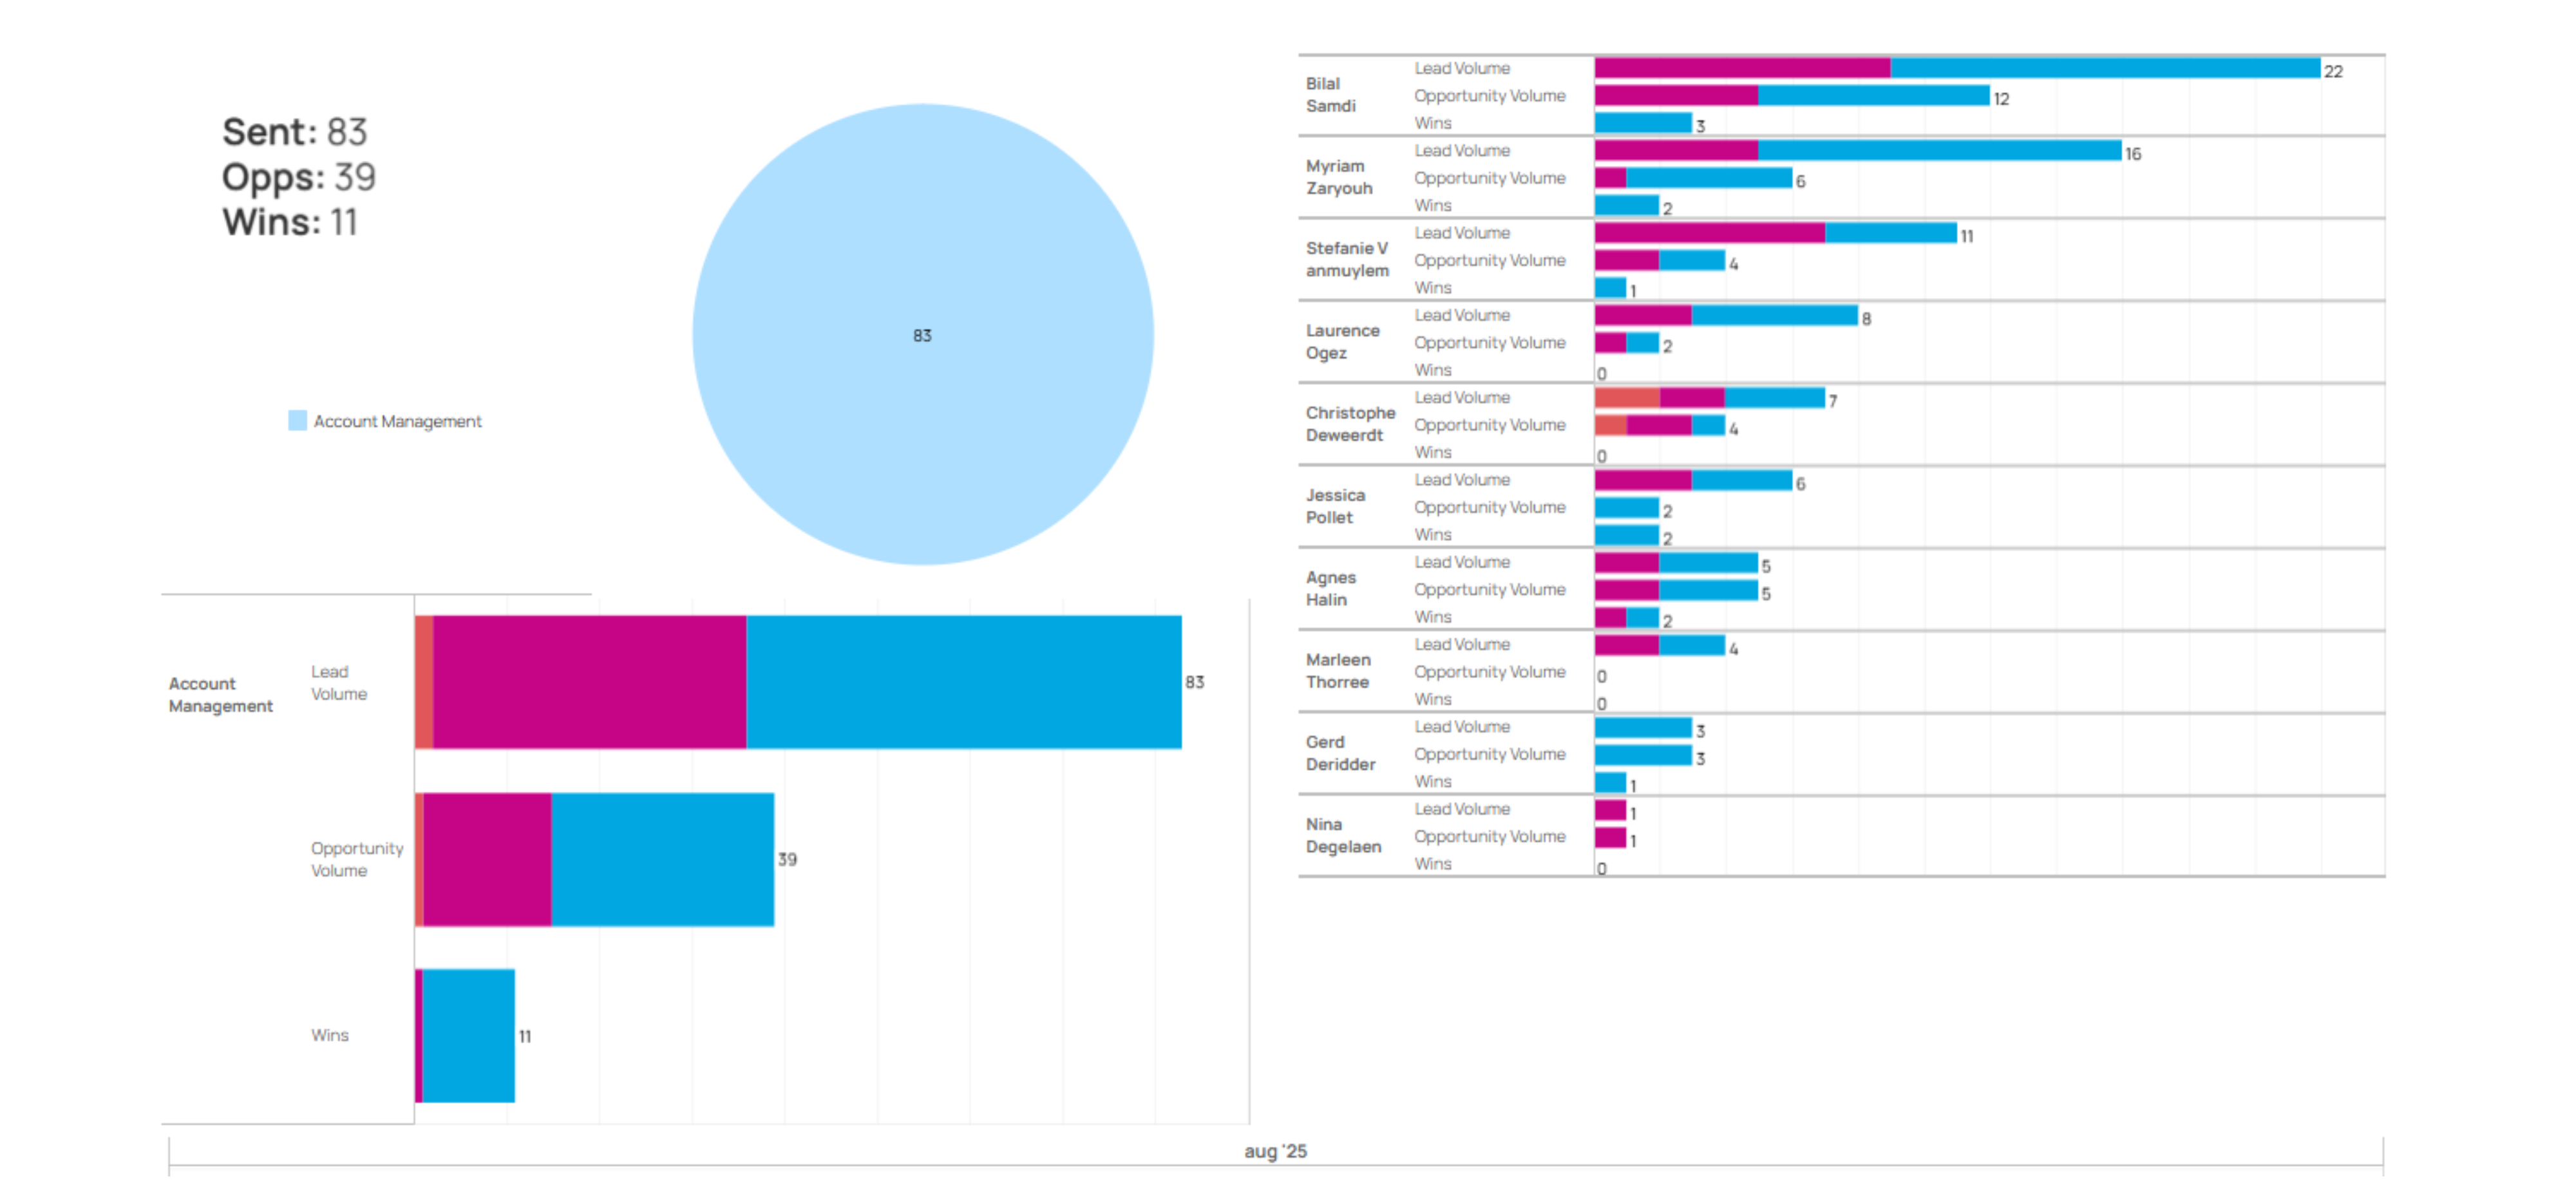 Sent: 83
Opps: 39
Wins: 11
83
Account Management
Account
Management
Lead
Volume
83
Opportunity
Volume
39
Wins
11
Bilal
Samdi
Lead Volume
22
Opportunity Volume
12
Wins
3
Myriam
Zaryouh
Lead Volume
16
Opportunity Volume
6
Wins
2
Stefanie V
anmuylem
Lead Volume
11
Opportunity Volume
4
Wins
1
Laurence
Ogez
Lead Volume
8
Opportunity Volume
2
Wins
0
Christophe
Deweerdt
Lead Volume
7
Opportunity Volume
4
Wins
0
Jessica
Pollet
Lead Volume
6
Opportunity Volume
2
Wins
2
Agnes
Halin
Lead Volume
5
Opportunity Volume
5
Wins
2
Marleen
Thorree
Lead Volume
4
Opportunity Volume
0
Wins
0
Gerd
Deridder
Lead Volume
3
Opportunity Volume
3
Wins
1
Nina
Degelaen
Lead Volume
1
Opportunity Volume
1
Wins
0
aug '25